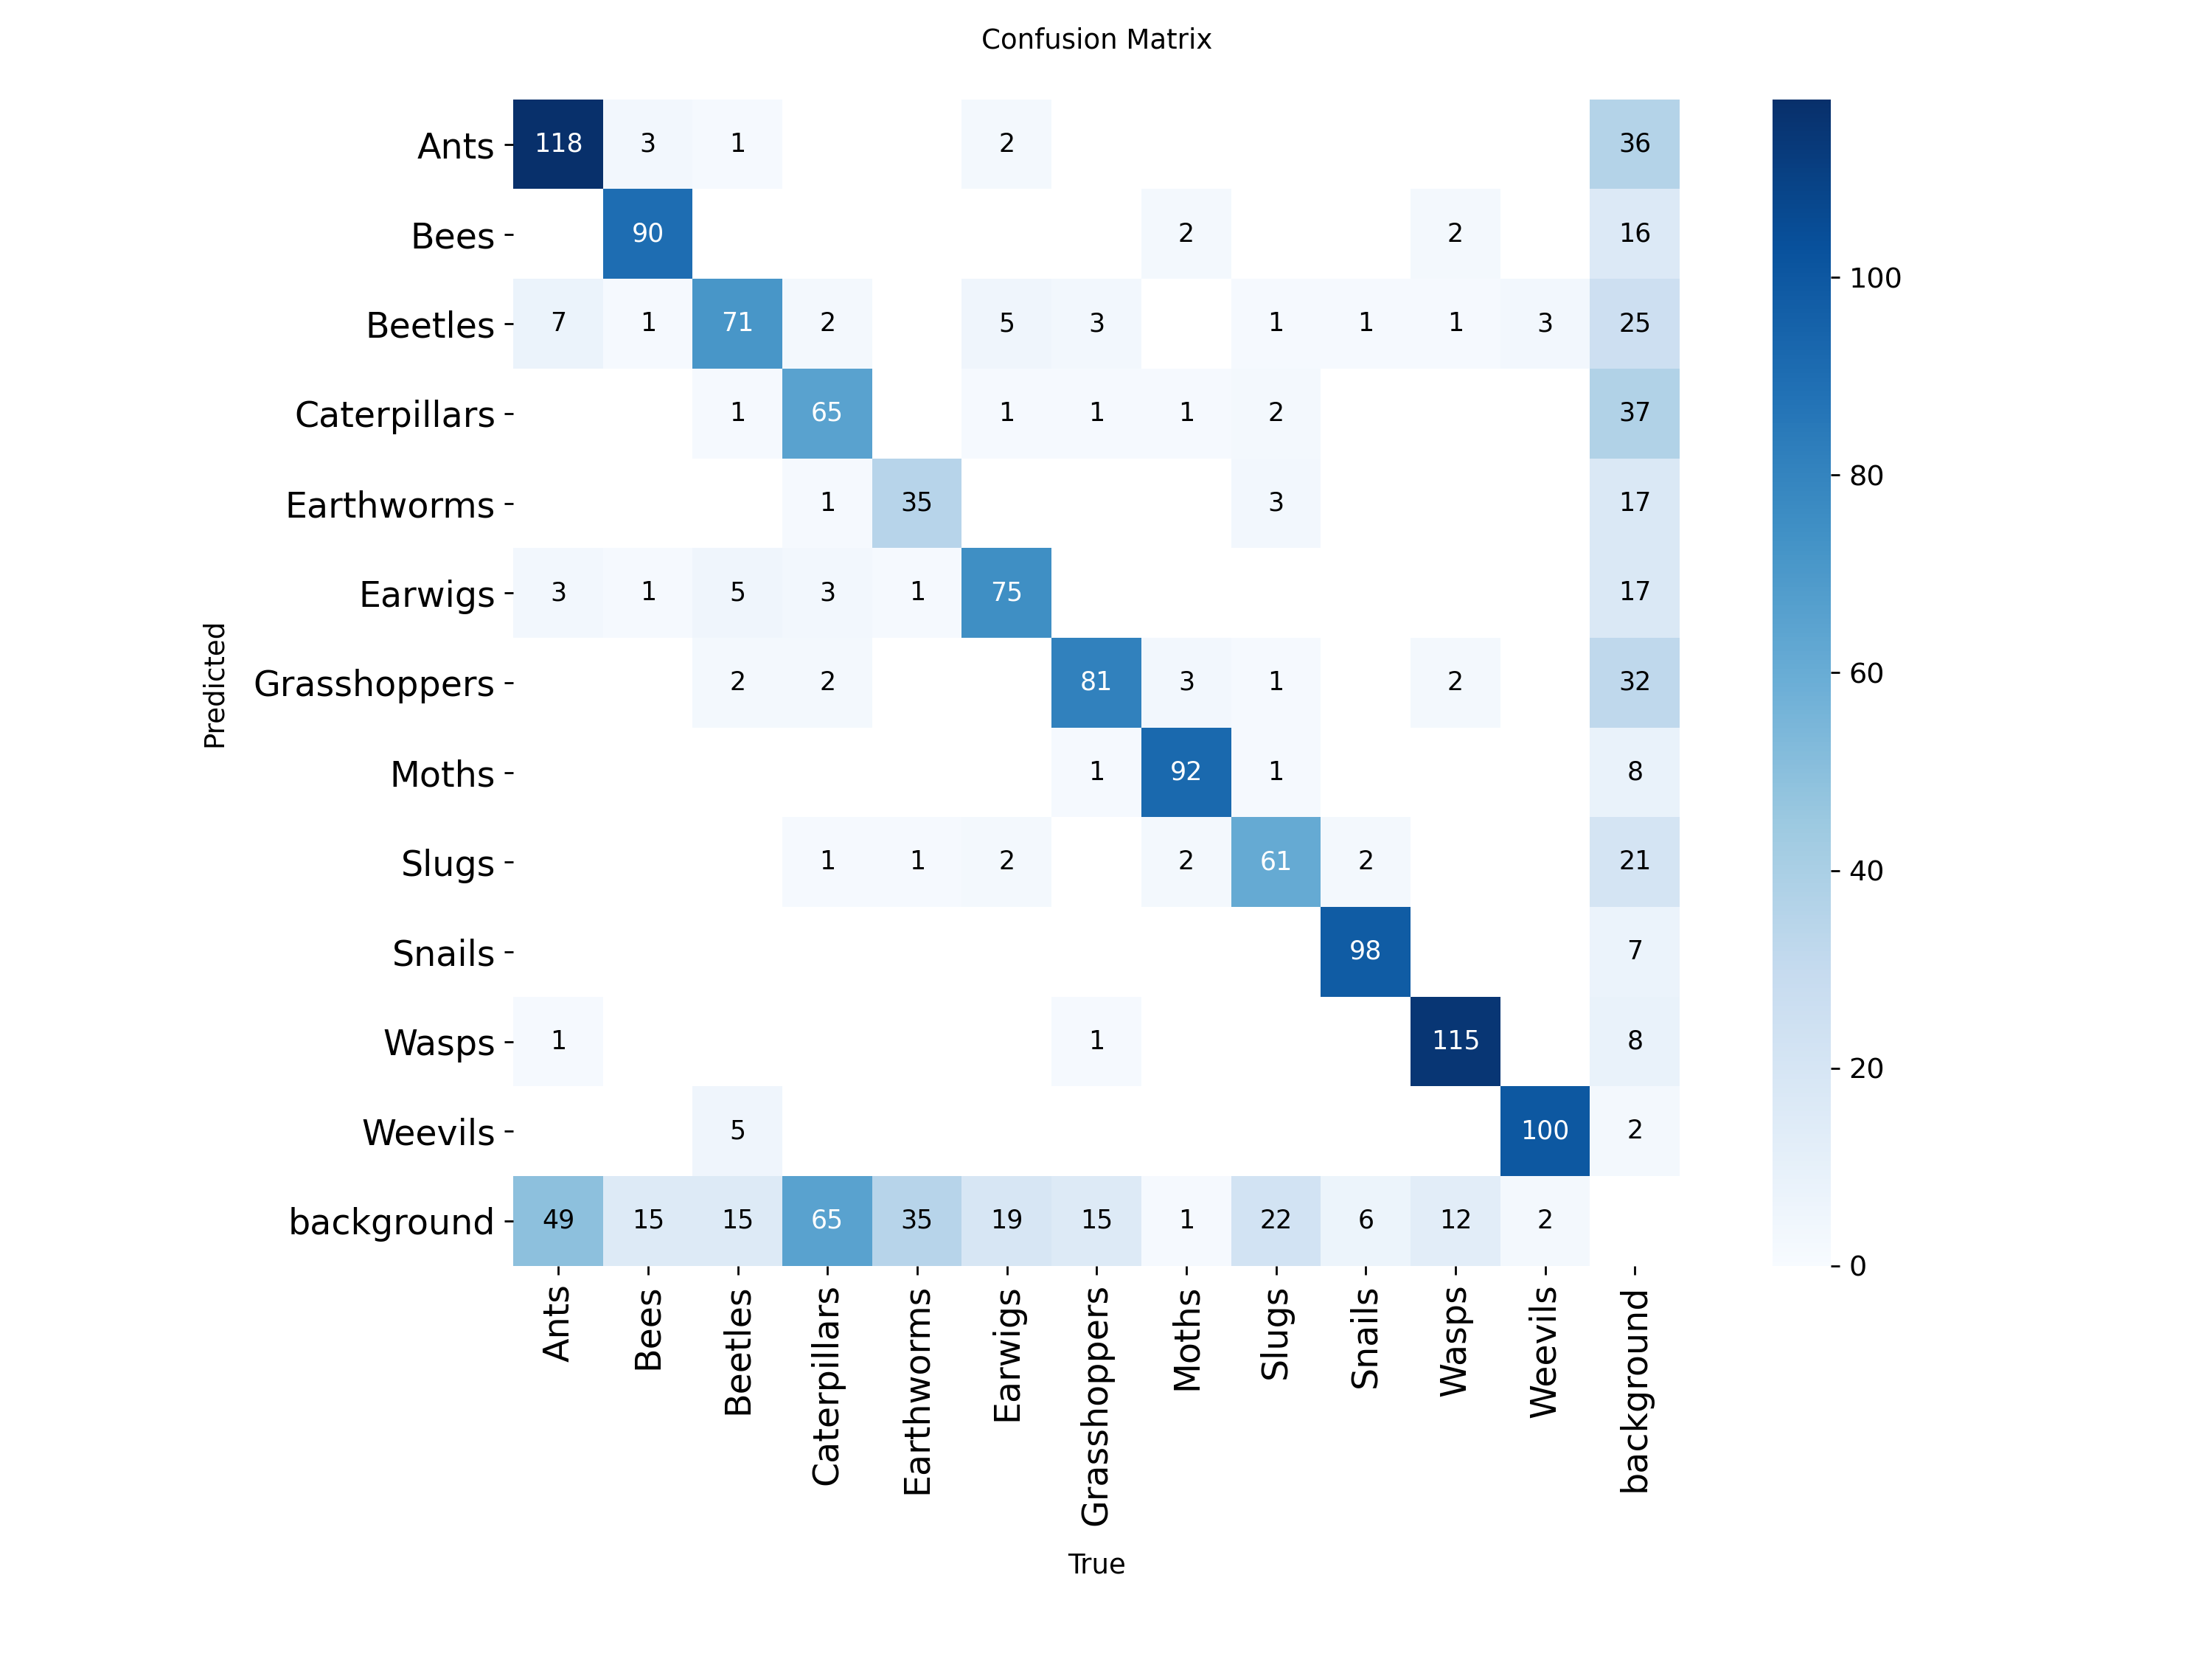 Confusion Matrix
Ants 118 3 1 2 36
Bees 90 2 2 16
Beetles 7 1 71 2 5 3 1 1 1 3 25
Caterpillars 1 65 1 1 1 2 37
Earthworms 1 35 3 17
Earwigs 3 1 5 3 1 75 17
Grasshoppers 2 2 81 3 1 2 32
Moths 1 92 1 8
Slugs 1 1 2 2 61 2 21
Snails 98 7
Wasps 1 1 115 8
Weevils 5 100 2
background 49 15 15 65 35 19 15 1 22 6 12 2
Ants Bees Beetles Caterpillars Earthworms Earwigs Grasshoppers Moths Slugs Snails Wasps Weevils background
True
Predicted
100
80
60
40
20
0